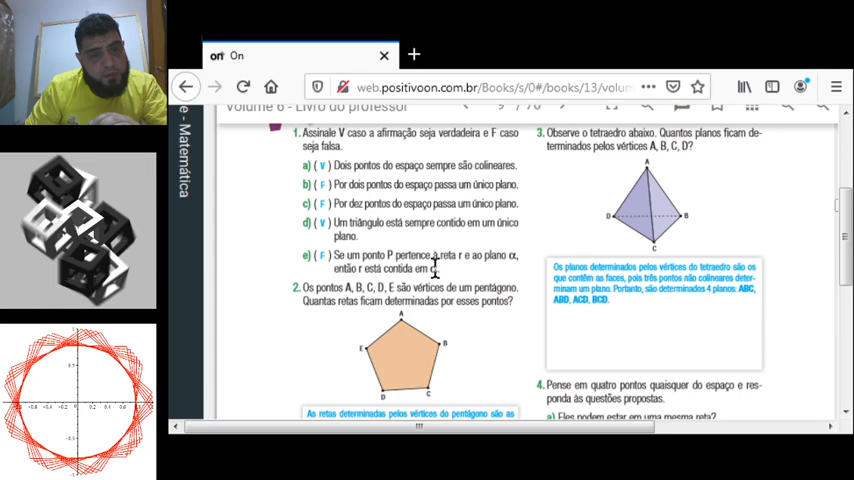 on On
web.positivoon.com.br/Books/s/0#/books/13/volum
Volume 6 - Livro do professor
9 / 70
e - Matemática
1. Assinale V caso a afirmação seja verdadeira e F caso
seja falsa.
a) ( V ) Dois pontos do espaço sempre são colineares.
b) ( F ) Por dois pontos do espaço passa um único plano.
c) ( F ) Por dez pontos do espaço passa um único plano.
d) ( V ) Um triângulo está sempre contido em um único
plano.
e) ( F ) Se um ponto P pertence à reta r e ao plano α,
então r está contida em
2. Os pontos A, B, C, D, E são vértices de um pentágono.
Quantas retas ficam determinadas por esses pontos?
A
B
C
D
E
As retas determinadas pelos vértices do pentágono são as
3. Observe o tetraedro abaixo. Quantos planos ficam de-
terminados pelos vértices A, B, C, D?
A
D
B
C
Os planos determinados pelos vértices do tetraedro são os
que contêm as faces, pois três pontos não colineares deter-
minam um plano. Portanto, são determinados 4 planos: ABC,
ABD, ACD, BCD.
4. Pense em quatro pontos quaisquer do espaço e res-
ponda às questões propostas.
a) Eles podem estar em uma mesma reta?